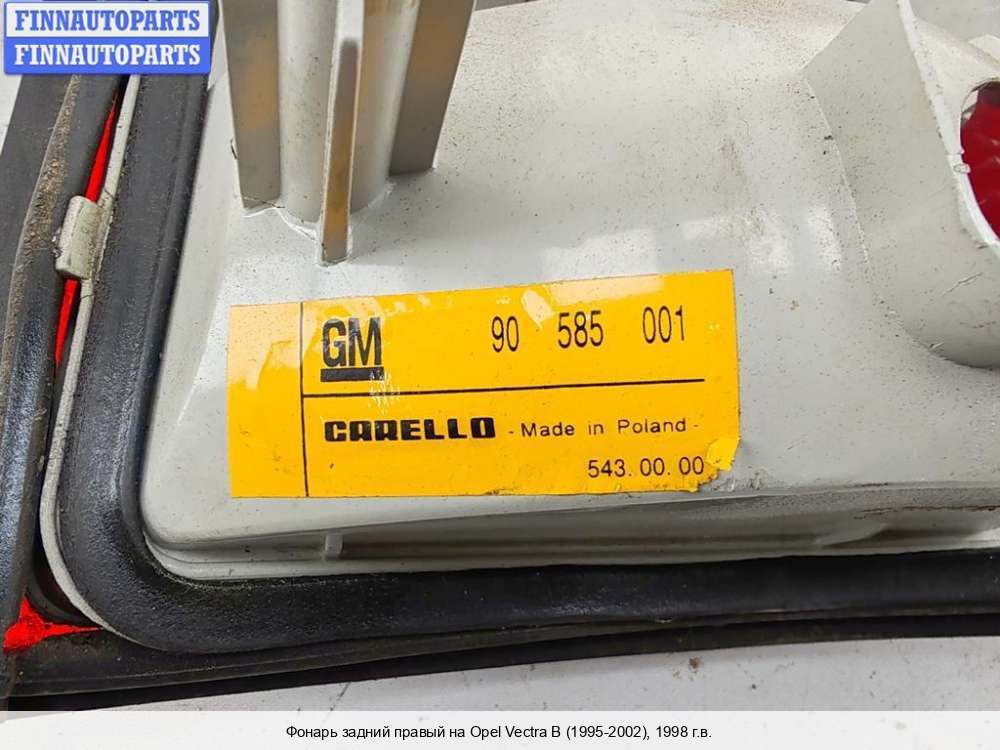 FINNAUTOPARTS
FINNAUTOPARTS
GM 90 585 001
CARELLO - Made in Poland -
543. 00. 00
Фонарь задний правый на Opel Vectra B (1995-2002), 1998 г.в.